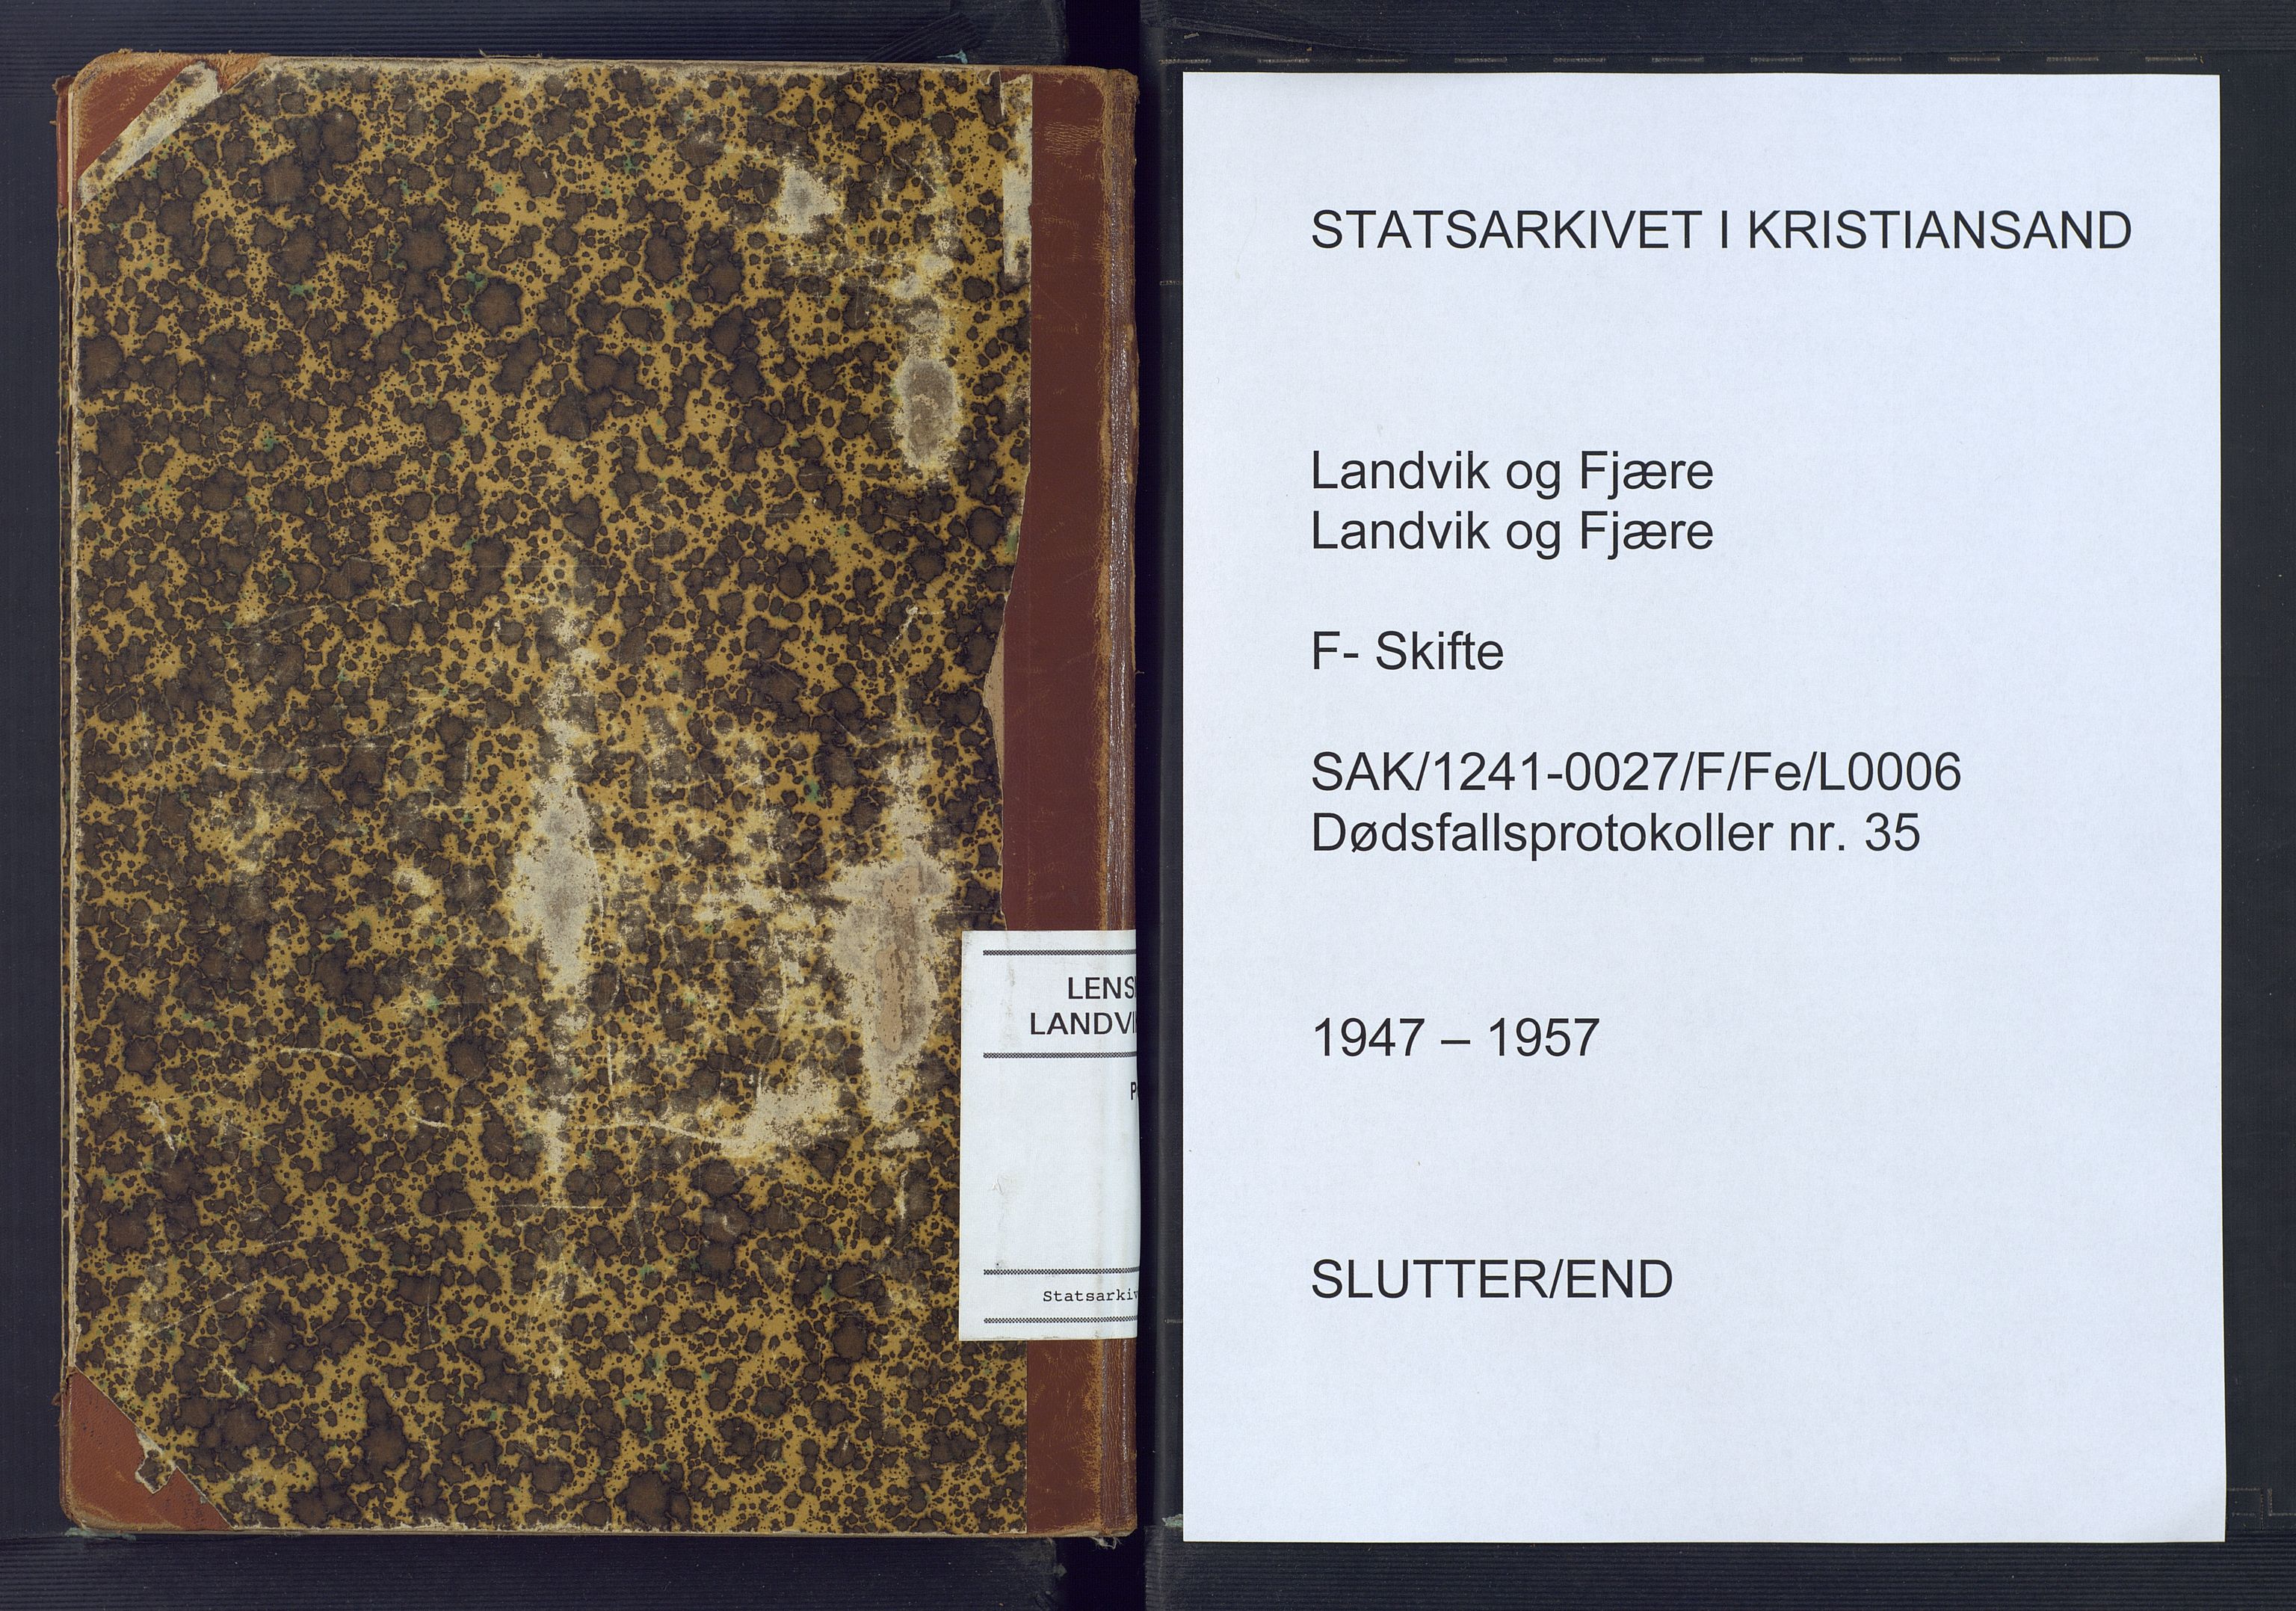 LENS
LANDVI
P
Statsarkiv
STATSARKIVET I KRISTIANSAND
Landvik og Fjære
Landvik og Fjære
F- Skifte
SAK/1241-0027/F/Fe/L0006
Dødsfallsprotokoller nr. 35
1947 – 1957
SLUTTER/END